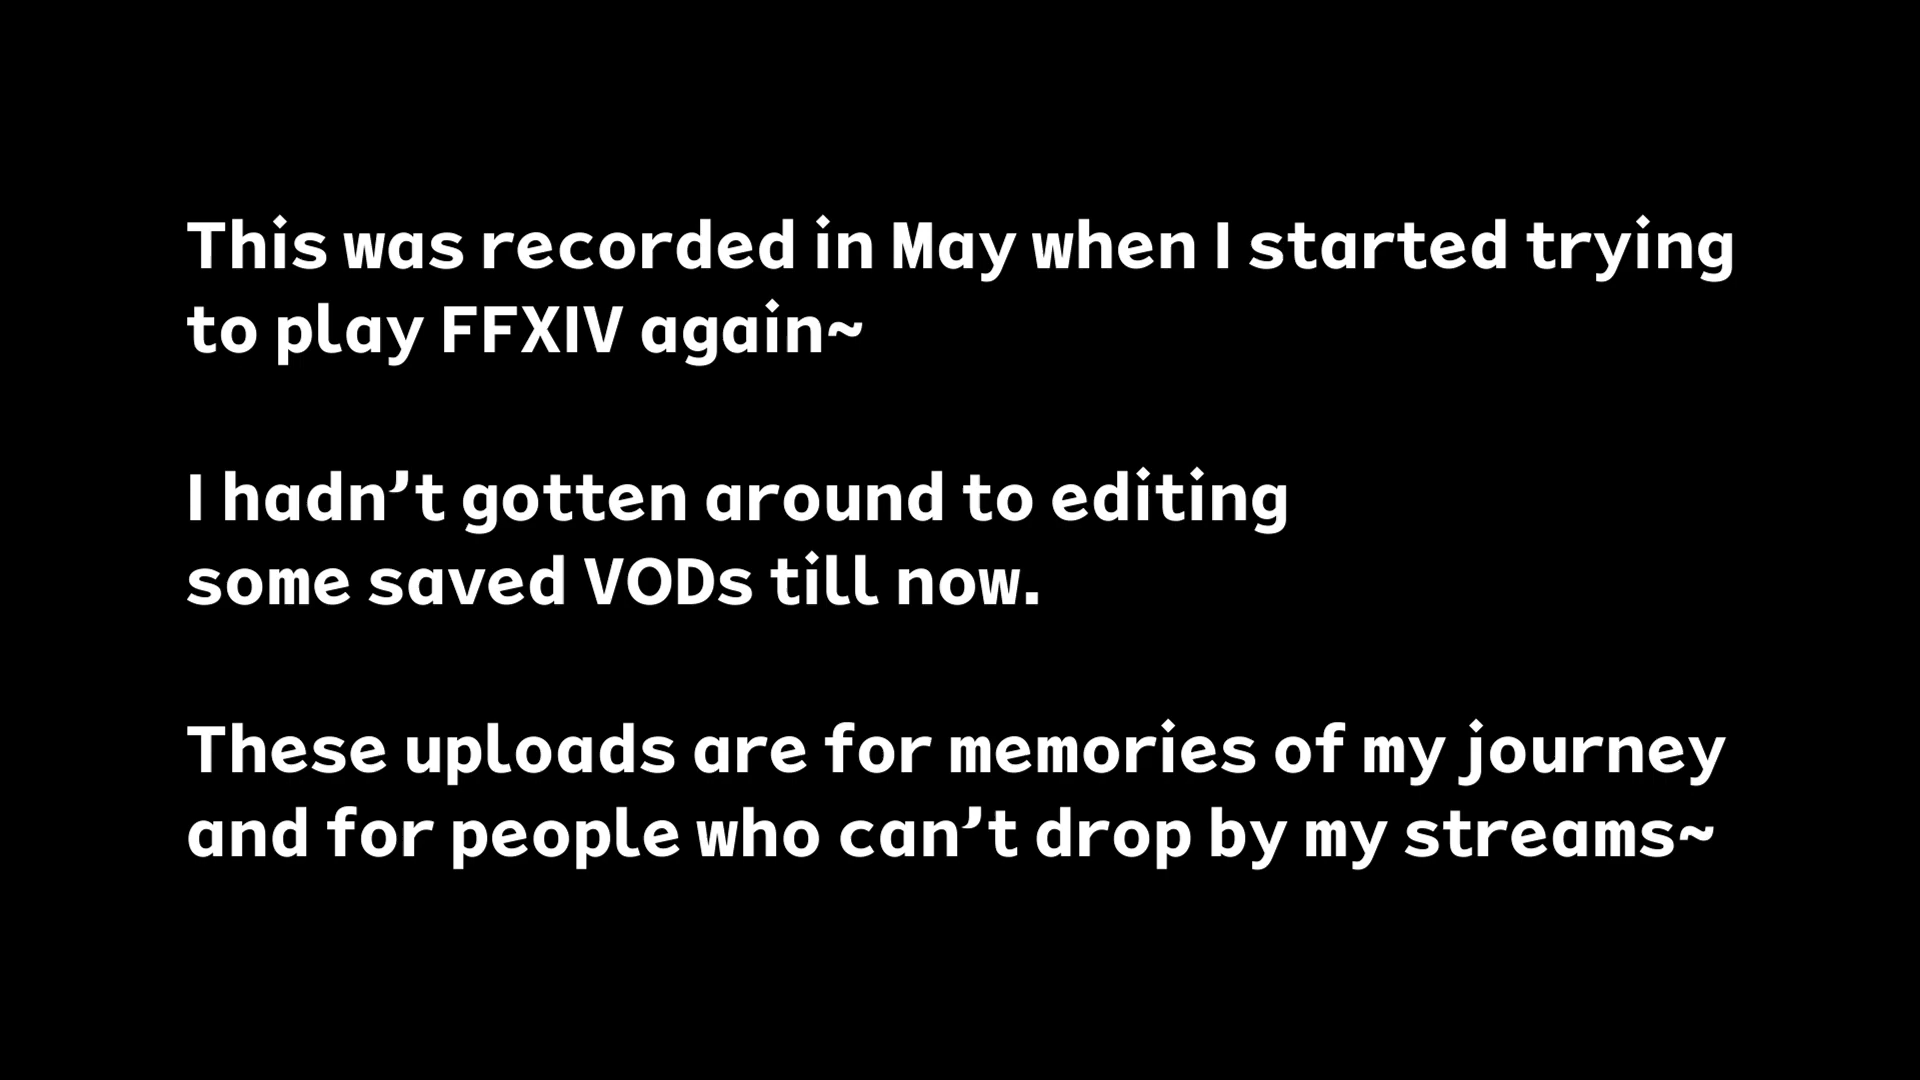 This was recorded in May when I started trying
to play FFXIV again~
I hadn’t gotten around to editing
some saved VODs till now.
These uploads are for memories of my journey
and for people who can’t drop by my streams~